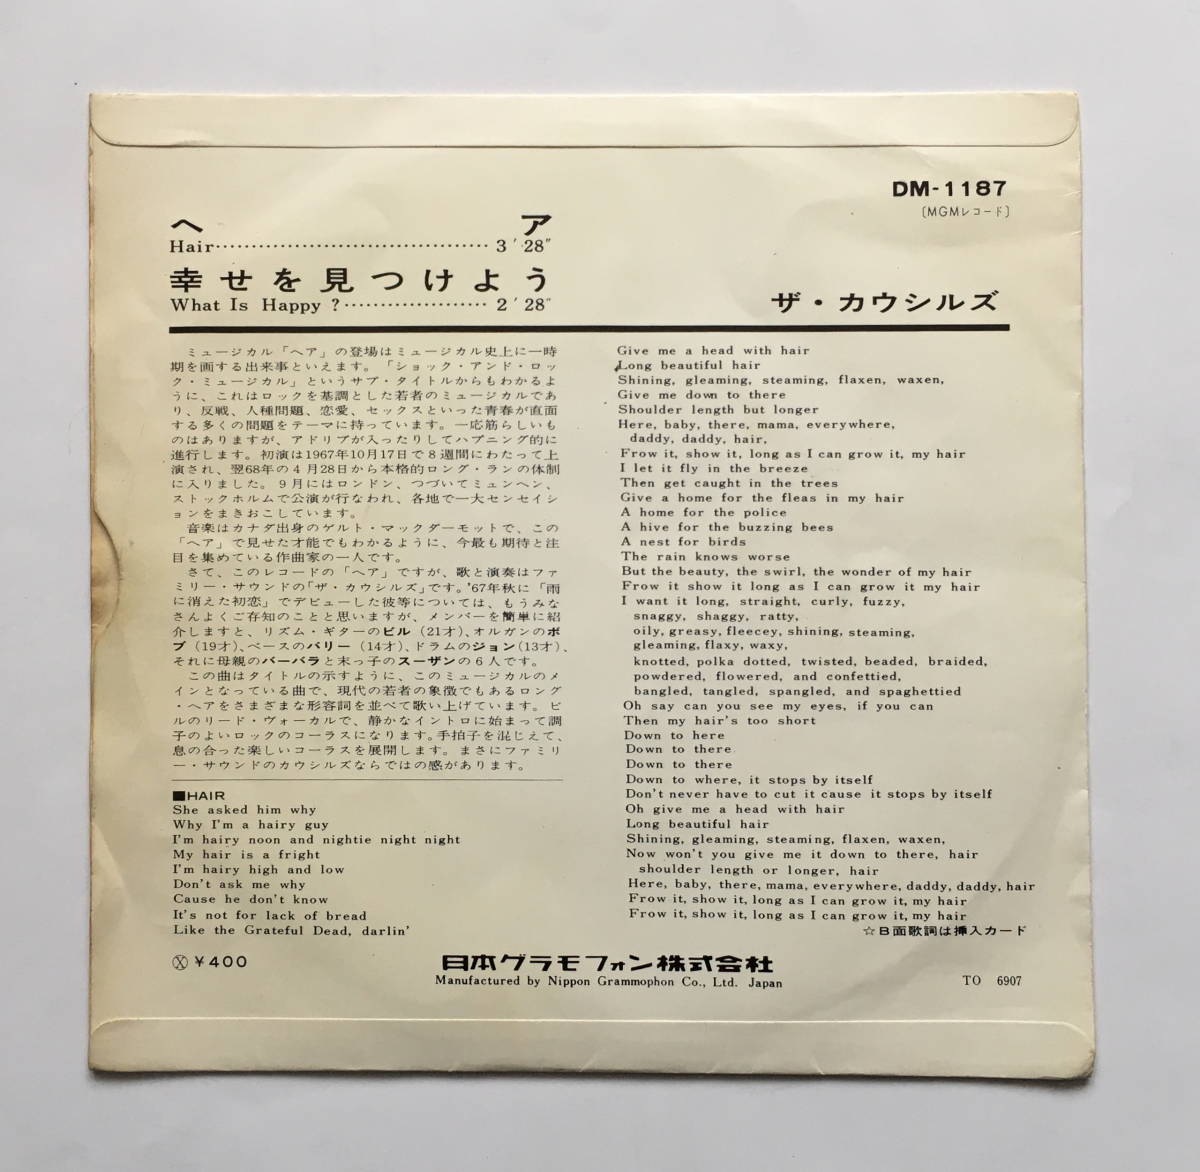 DM-1187
〔MGMレコード〕
ヘア
Hair……………………………… 3′28″
幸せを見つけよう
What Is Happy ?………………… 2′28″
ザ・カウシルズ
ミュージカル「ヘア」の登場はミュージカル史上に一時
期を画する出来事といえます。「ショック・アンド・ロッ
ク・ミュージカル」というサブ・タイトルからもわかるよ
うに、これはロックを基調とした若者のミュージカルであ
り、反戦、人種問題、恋愛、セックスといった青春が直面
する多くの問題をテーマに持っています。一応筋らしいも
のはありますが、アドリブが入ったりしてハプニング的に
進行します。初演は1967年10月17日で8週間にわたって上
演され、翌68年の4月28日から本格的ロング・ランの体制
に入りました。9月にはロンドン、つづいてミュンヘン、
ストックホルムで公演が行なわれ、各地で一大センセイシ
ョンをまきおこしています。
音楽はカナダ出身のゲルト・マックダーモットで、この
「ヘア」で見せた才能でもわかるように、今最も期待と注
目を集めている作曲家の一人です。
さて、このレコードの「ヘア」ですが、歌と演奏はファ
ミリー・サウンドの「ザ・カウシルズ」です。'67年秋に「雨
に消えた初恋」でデビューした彼等については、もうみな
さんよくご存知のことと思いますが、メンバーを簡単に紹
介しますと、リズム・ギターのビル(21才)、オルガンのボ
ブ(19才)、ベースのバリー(14才)、ドラムのジョン(13才)、
それに母親のバーバラと末っ子のスーザンの6人です。
この曲はタイトルの示すように、このミュージカルのメ
インとなっている曲で、現代の若者の象徴でもあるロング
・ヘアをさまざまな形容詞を並べて歌い上げています。ビ
ルのリード・ヴォーカルで、静かなイントロに始まって調
子のよいロックのコーラスになります。手拍子を混じえて、
息の合った楽しいコーラスを展開します。まさにファミリ
ー・サウンドのカウシルズならではの感があります。
■HAIR
She asked him why
Why I'm a hairy guy
I'm hairy noon and nightie night night
My hair is a fright
I'm hairy high and low
Don't ask me why
Cause he don't know
It's not for lack of bread
Like the Grateful Dead, darlin'
Give me a head with hair
Long beautiful hair
Shining, gleaming, steaming, flaxen, waxen,
Give me down to there
Shoulder length but longer
Here, baby, there, mama, everywhere,
daddy, daddy, hair,
Frow it, show it, long as I can grow it, my hair
I let it fly in the breeze
Then get caught in the trees
Give a home for the fleas in my hair
A home for the police
A hive for the buzzing bees
A nest for birds
The rain knows worse
But the beauty, the swirl, the wonder of my hair
Frow it show it long as I can grow it my hair
I want it long, straight, curly, fuzzy,
snaggy, shaggy, ratty,
oily, greasy, fleecey, shining, steaming,
gleaming, flaxy, waxy,
knotted, polka dotted, twisted, beaded, braided,
powdered, flowered, and confettied,
bangled, tangled, spangled, and spaghettied
Oh say can you see my eyes, if you can
Then my hair's too short
Down to here
Down to there
Down to there
Down to where, it stops by itself
Don't never have to cut it cause it stops by itself
Oh give me a head with hair
Long beautiful hair
Shining, gleaming, steaming, flaxen, waxen,
Now won't you give me it down to there, hair
shoulder length or longer, hair
Here, baby, there, mama, everywhere, daddy, daddy, hair
Frow it, show it, long as I can grow it, my hair
Frow it, show it, long as I can grow it, my hair
☆B面歌詞は挿入カード
Ⓧ ¥400
日本グラモフォン株式会社
Manufactured by Nippon Grammophon Co., Ltd. Japan
TO 6907